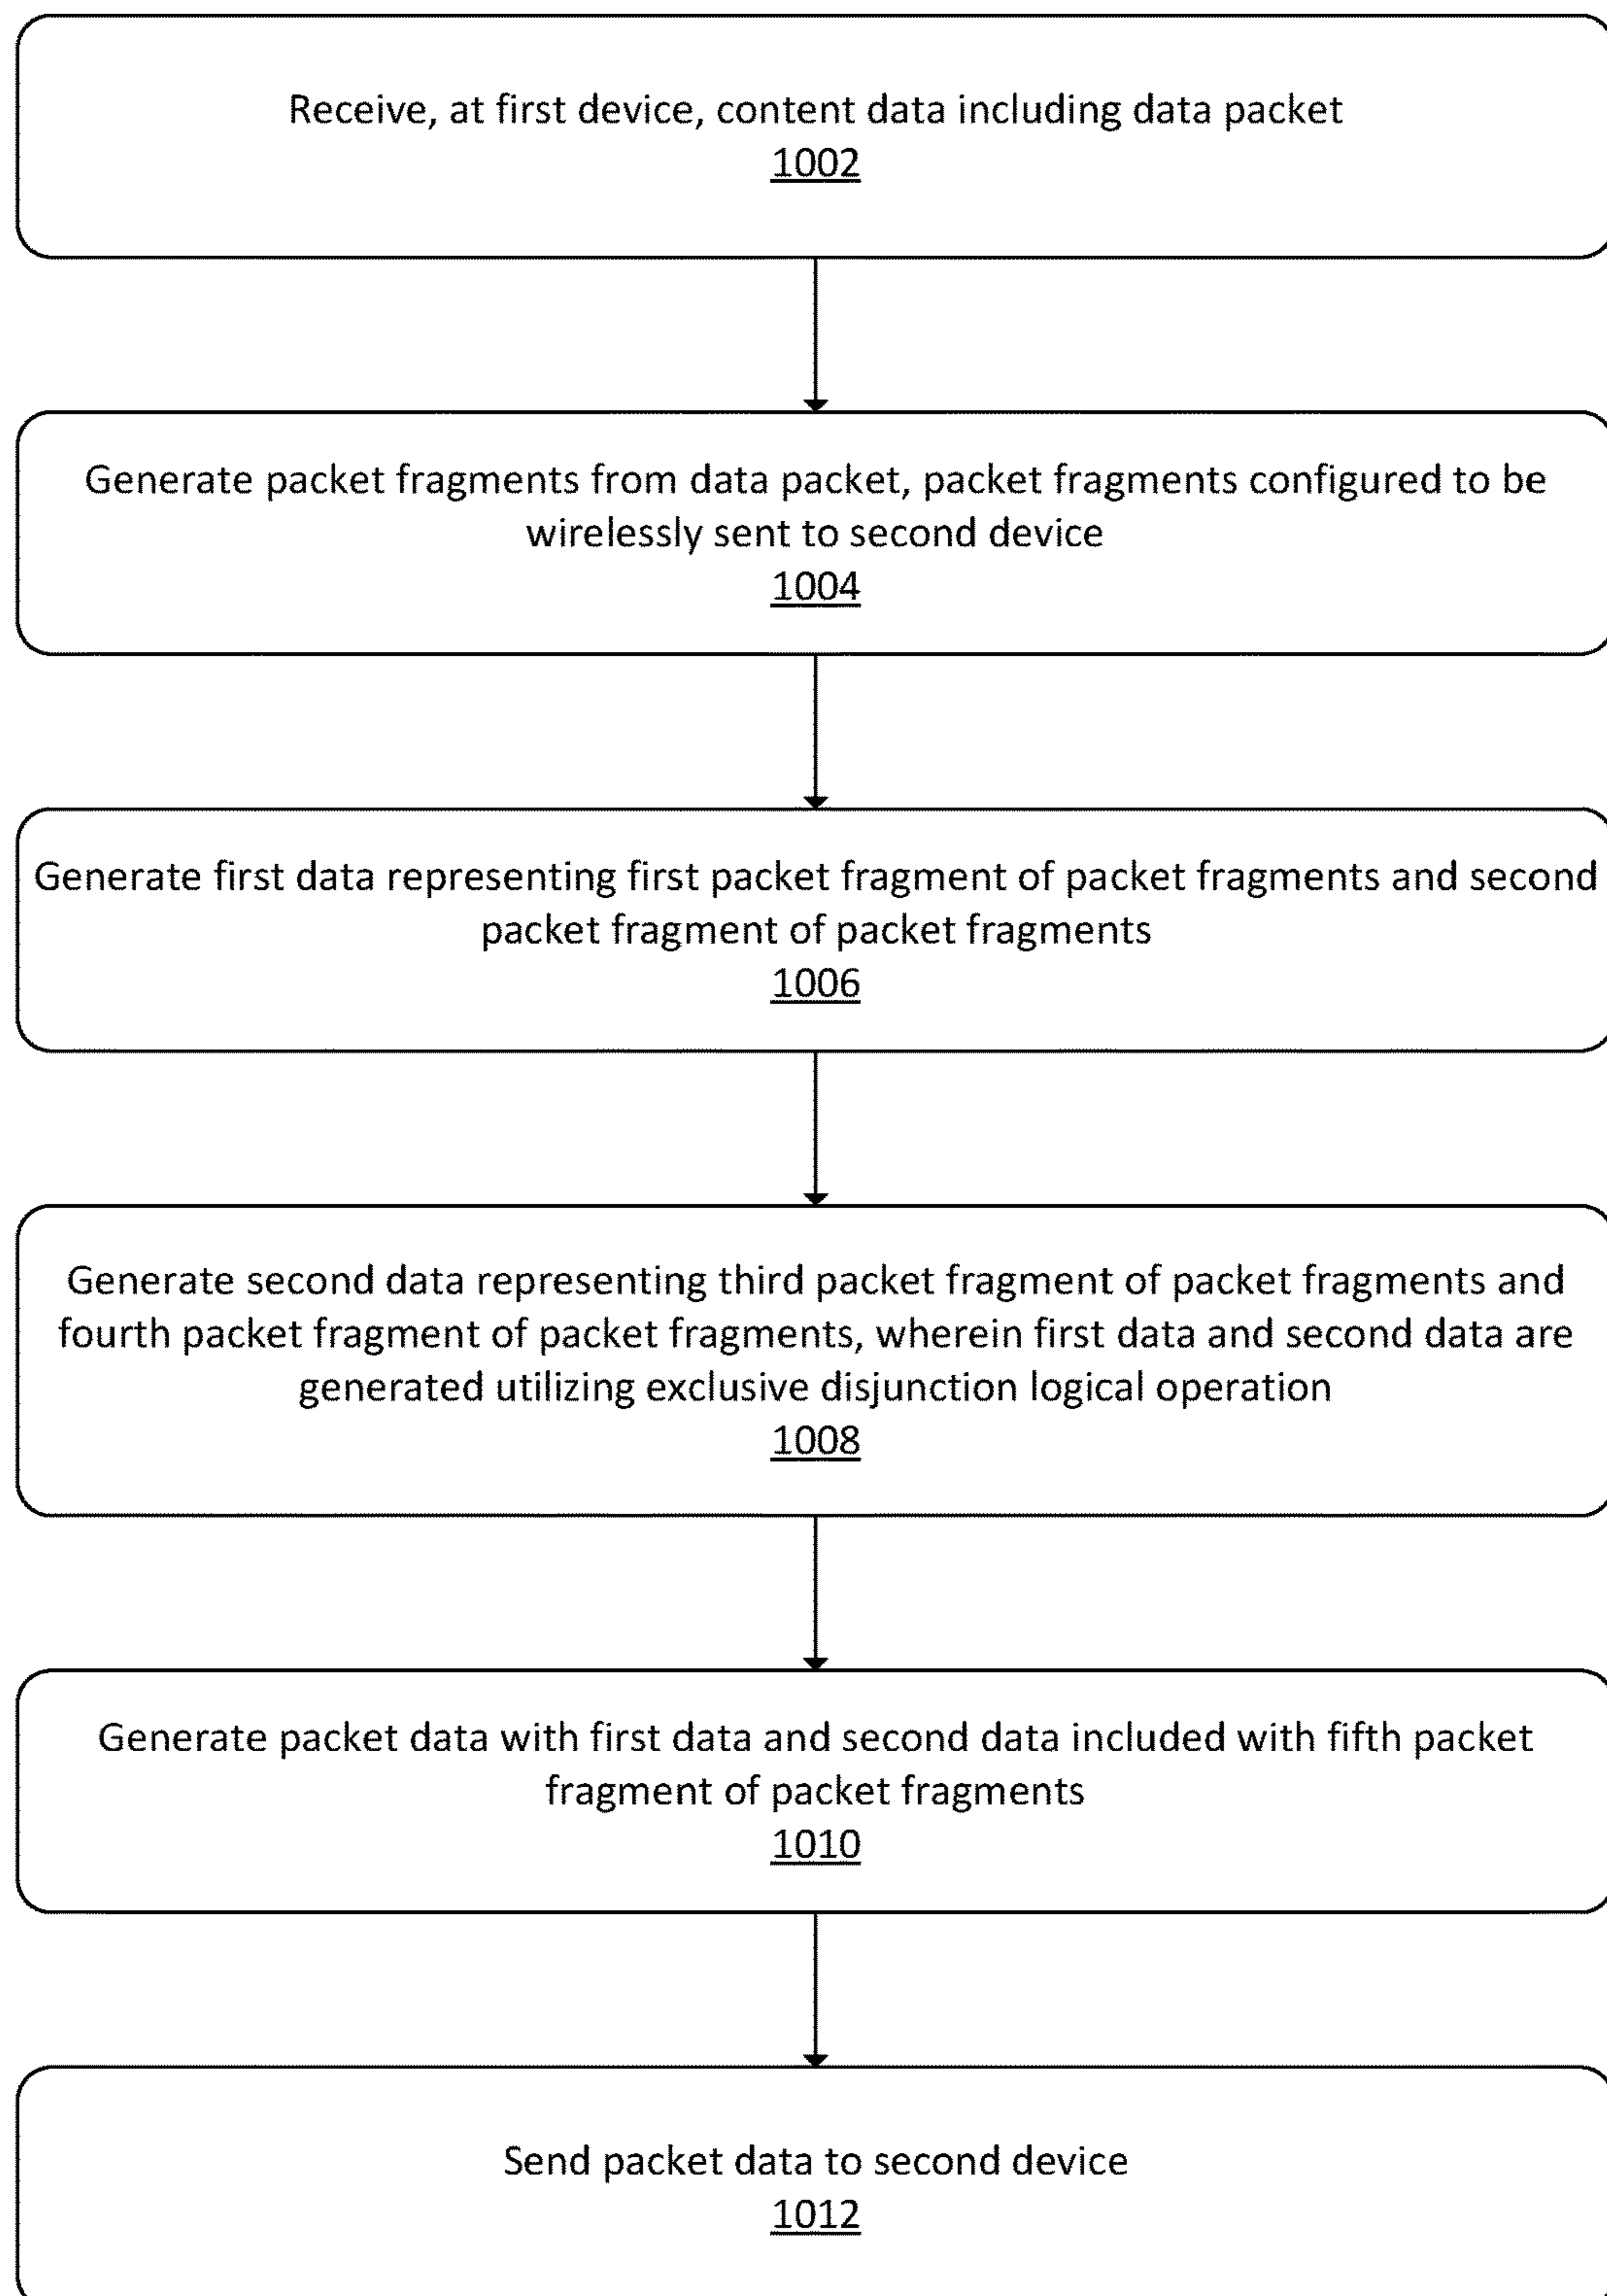 Receive, at first device, content data including data packet
1002
Generate packet fragments from data packet, packet fragments configured to be
wirelessly sent to second device
1004
Generate first data representing first packet fragment of packet fragments and second
packet fragment of packet fragments
1006
Generate second data representing third packet fragment of packet fragments and
fourth packet fragment of packet fragments, wherein first data and second data are
generated utilizing exclusive disjunction logical operation
1008
Generate packet data with first data and second data included with fifth packet
fragment of packet fragments
1010
Send packet data to second device
1012